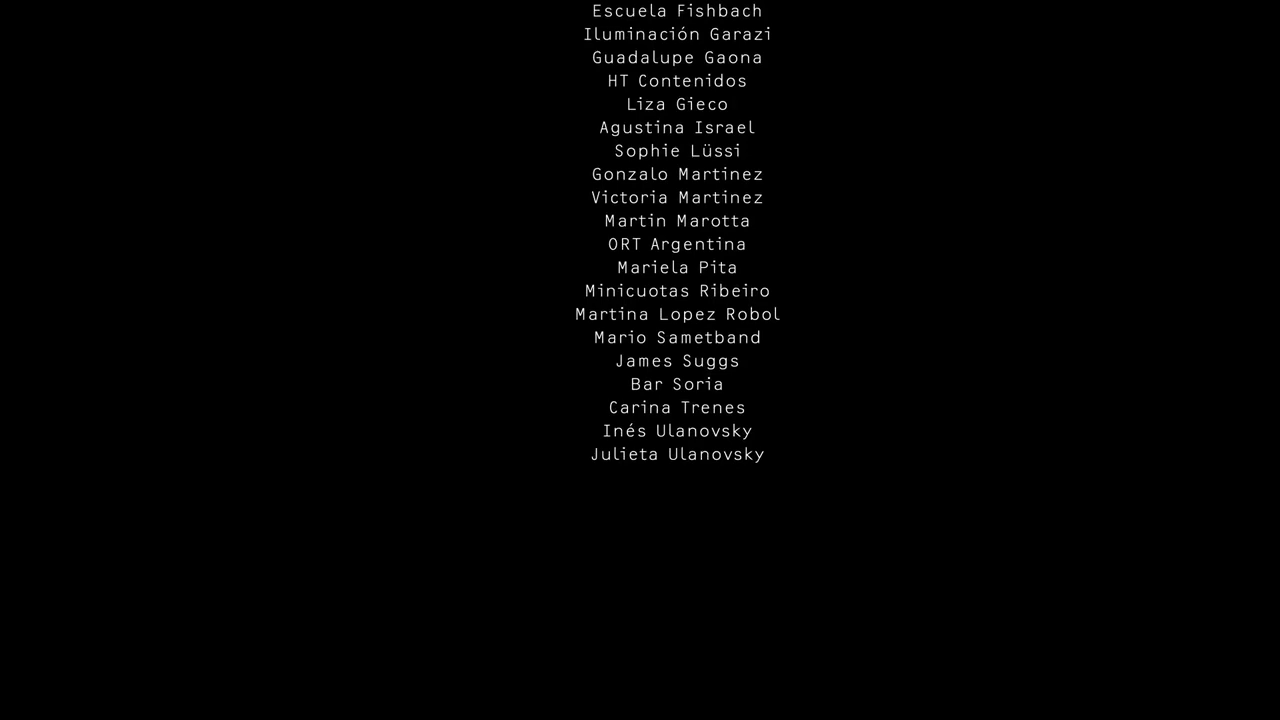 Escuela Fishbach
Iluminación Garazi
Guadalupe Gaona
HT Contenidos
Liza Gieco
Agustina Israel
Sophie Lüssi
Gonzalo Martinez
Victoria Martinez
Martin Marotta
ORT Argentina
Mariela Pita
Minicuotas Ribeiro
Martina Lopez Robol
Mario Sametband
James Suggs
Bar Soria
Carina Trenes
Inés Ulanovsky
Julieta Ulanovsky